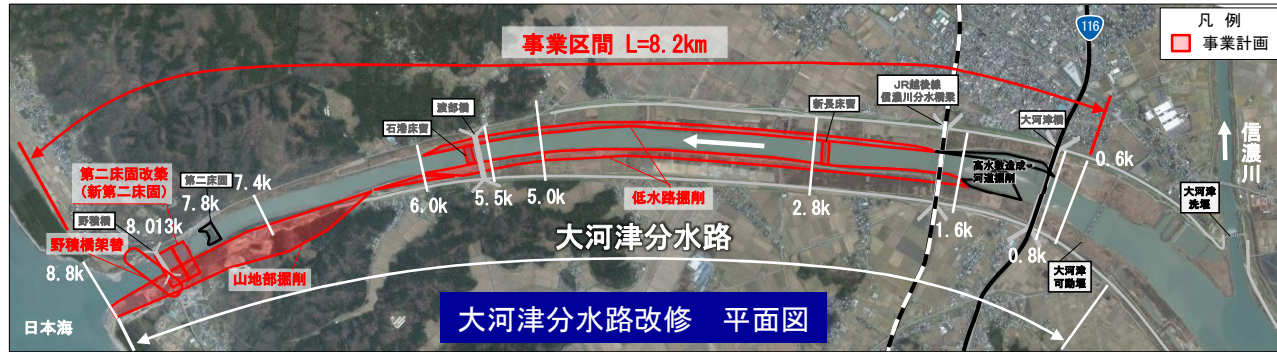 116
凡 例
事業計画
事業区間 L=8.2km
JR越後線
信濃川分水橋梁
大河津橋
新長床留
渡部橋
石港床留
信濃川
0.6k
高水敷造成・
河道掘削
大河津
洗堰
第二床固改築
(新第二床固)
第二床固
7.4k
7.8k
8.013k
野積橋
野積橋架替
8.8k
山地部掘削
6.0k
5.5k
5.0k
低水路掘削
2.8k
1.6k
0.8k
大河津
可動堰
大河津分水路
日本海
大河津分水路改修 平面図